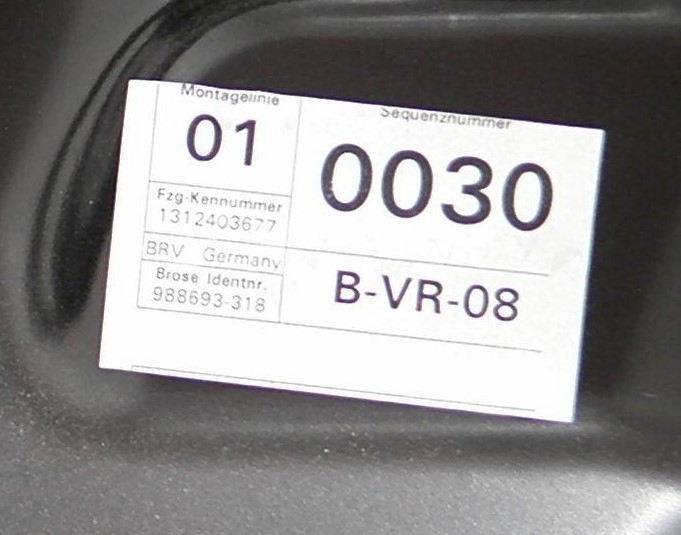 Montagelinie
01
Sequenznummer
0030
Fzg-Kennummer
1312403677
BRV Germany
Brose Identnr.
988693-318
B-VR-08